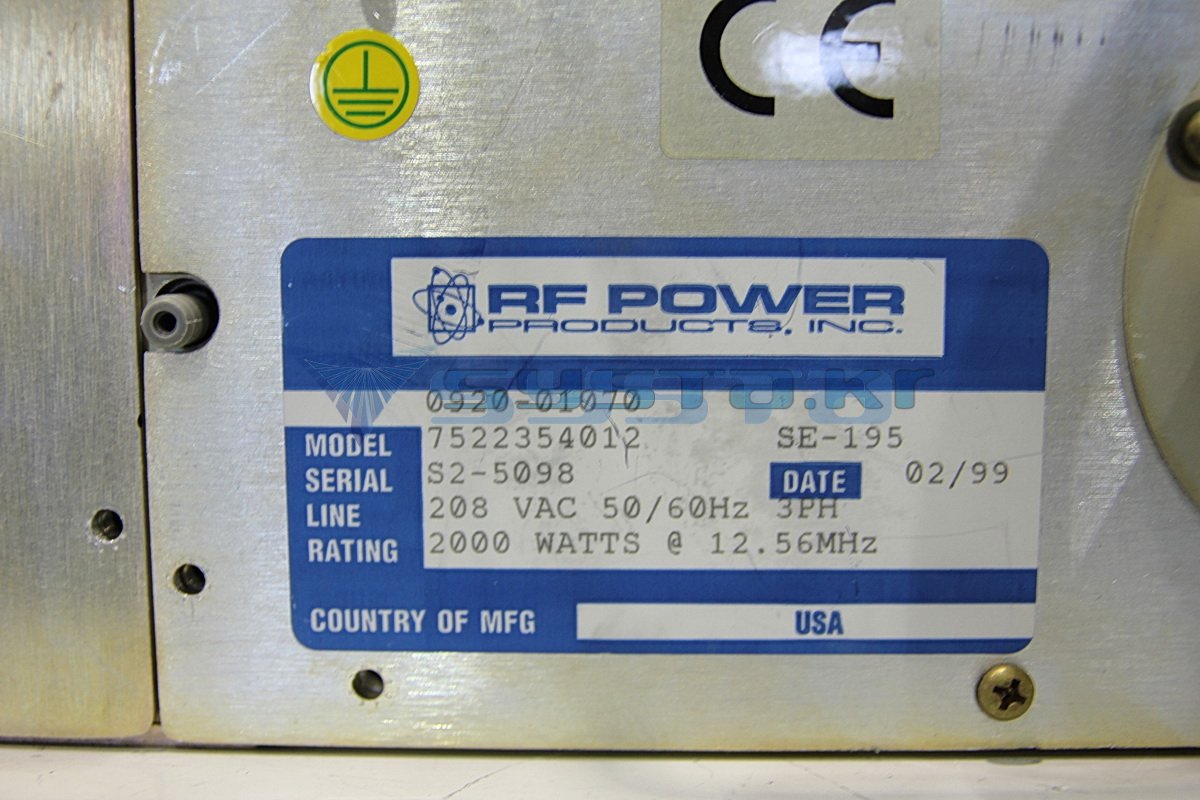 CE
RF POWER
PRODUCTS, INC.
systo.kr
0920-01070
MODEL 7522354012 SE-195
SERIAL S2-5098 DATE 02/99
LINE 208 VAC 50/60Hz 3PH
RATING 2000 WATTS @ 12.56MHz
COUNTRY OF MFG USA